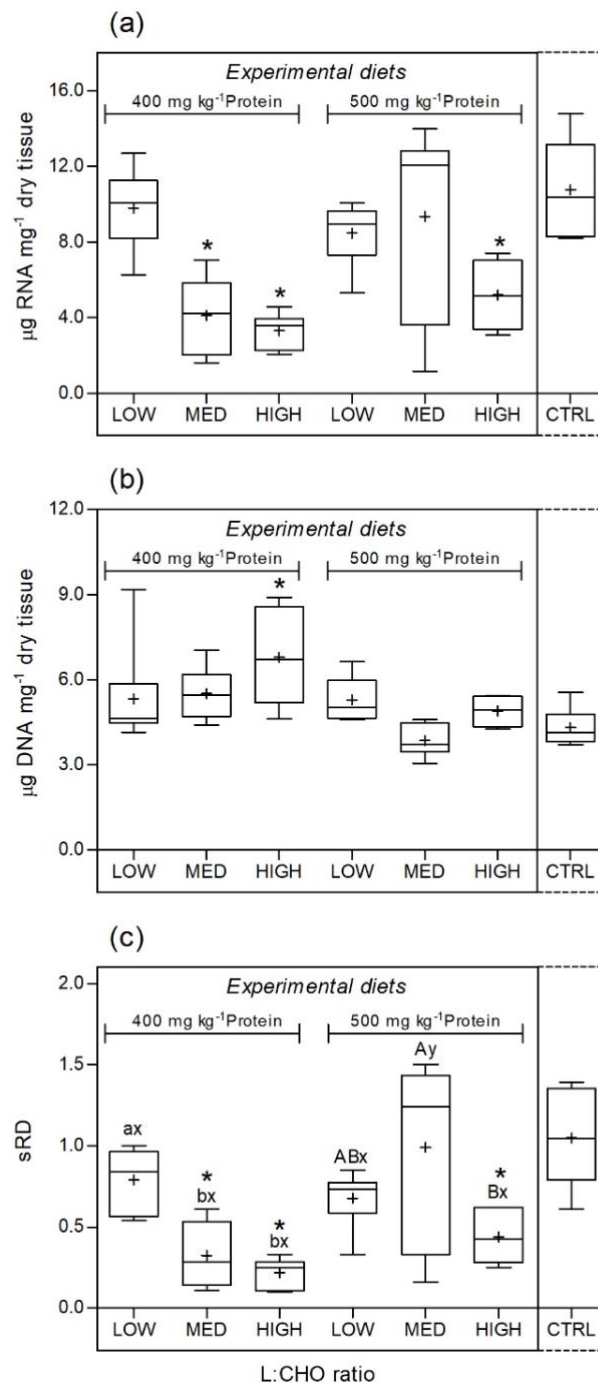 (a)
Experimental diets
400 mg kg⁻¹Protein 500 mg kg⁻¹Protein
µg RNA mg⁻¹ dry tissue
16.0
12.0
8.0
4.0
0.0
* * *
LOW MED HIGH LOW MED HIGH CTRL
(b)
Experimental diets
400 mg kg⁻¹Protein 500 mg kg⁻¹Protein
µg DNA mg⁻¹ dry tissue
12.0
9.0
6.0
3.0
0.0
*
LOW MED HIGH LOW MED HIGH CTRL
(c)
Experimental diets
400 mg kg⁻¹Protein 500 mg kg⁻¹Protein
sRD
2.0
1.5
1.0
0.5
0.0
Ay
ax ABx
* * *
bx bx Bx
LOW MED HIGH LOW MED HIGH CTRL
L:CHO ratio